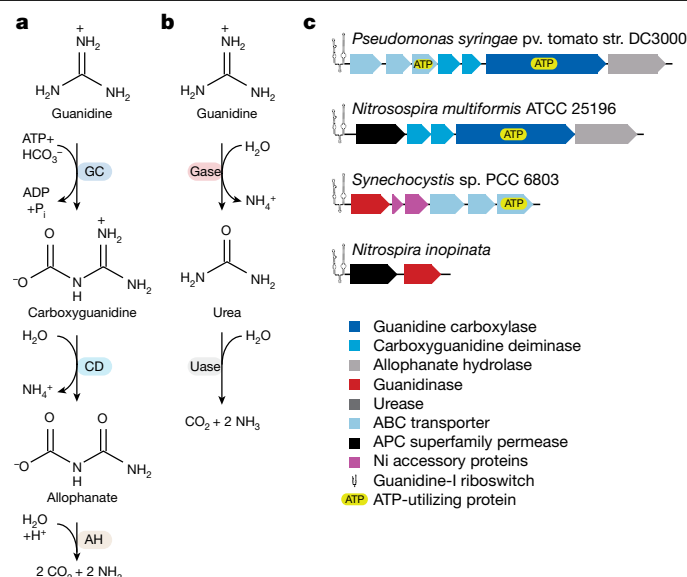 a
NH2
+
H2N
NH2
Guanidine
ATP+
HCO3−
GC
ADP
+Pi
O
+
NH2
−O
N
H
NH2
Carboxyguanidine
H2O
CD
NH4+
O
O
−O
N
H
NH2
Allophanate
H2O
+H+
AH
2 CO2 + 2 NH3
b
+
NH2
H2N
NH2
Guanidine
H2O
Gase
NH4+
O
H2N
NH2
Urea
H2O
Uase
CO2 + 2 NH3
c
Pseudomonas syringae pv. tomato str. DC3000
ATP
ATP
Nitrosospira multiformis ATCC 25196
ATP
Synechocystis sp. PCC 6803
ATP
Nitrospira inopinata
Guanidine carboxylase
Carboxyguanidine deiminase
Allophanate hydrolase
Guanidinase
Urease
ABC transporter
APC superfamily permease
Ni accessory proteins
Guanidine-I riboswitch
ATP ATP-utilizing protein